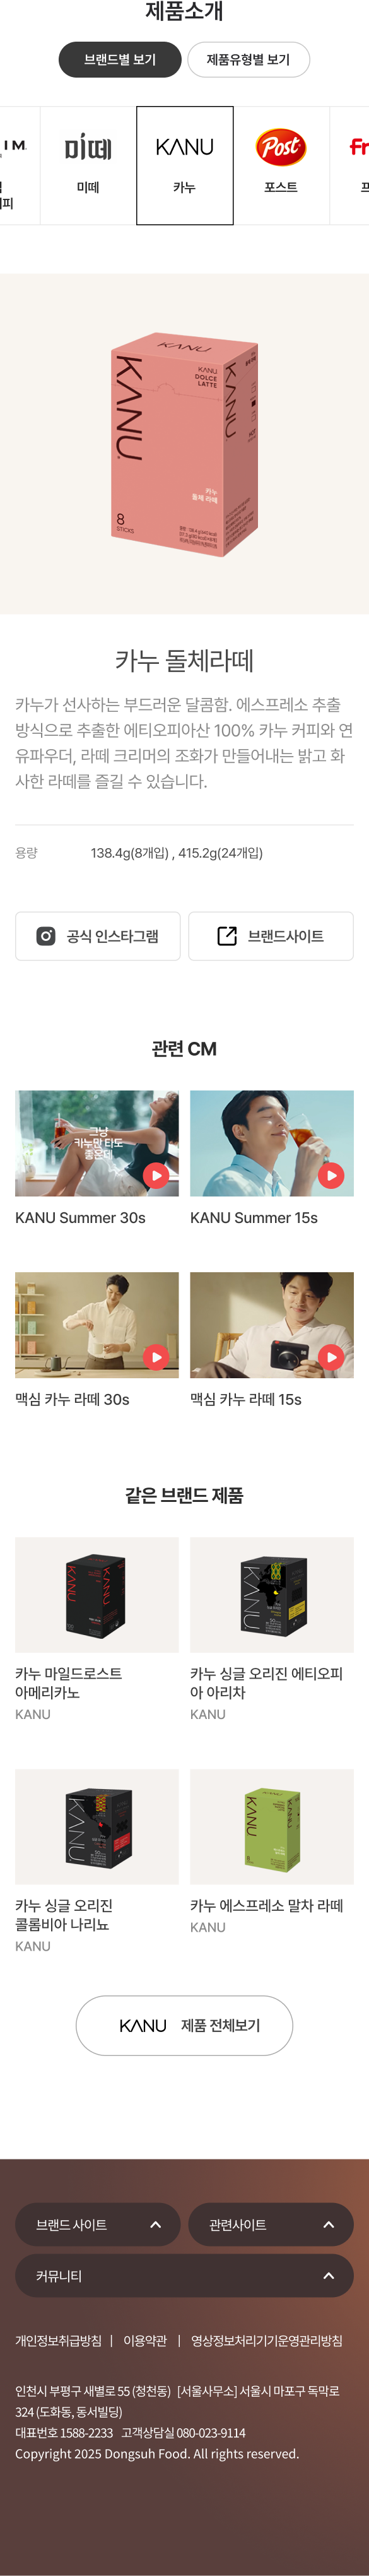 제품소개
브랜드별 보기
제품유형별 보기
IM
피
미떼
미떼
KANU
카누
Post
포스트
Fr
프
KANU
KANU
DOLCE
LATTE
KANU
KANU
카누
돌체 라떼
8
STICKS
카누 돌체라떼
카누가 선사하는 부드러운 달콤함. 에스프레소 추출
방식으로 추출한 에티오피아산 100% 카누 커피와 연
유파우더, 라떼 크리머의 조화가 만들어내는 밝고 화
사한 라떼를 즐길 수 있습니다.
용량
138.4g(8개입) , 415.2g(24개입)
공식 인스타그램
브랜드사이트
관련 CM
그냥
카누만 타도
좋은데
KANU Summer 30s
KANU Summer 15s
맥심 카누 라떼 30s
맥심 카누 라떼 15s
같은 브랜드 제품
KANU
KANU
KANU
카누 마일드로스트
아메리카노
KANU
카누 싱글 오리진 에티오피
아 아리차
KANU
KANU
KANU
카누 싱글 오리진
콜롬비아 나리뇨
KANU
카누 에스프레소 말차 라떼
KANU
KANU 제품 전체보기
브랜드 사이트
관련사이트
커뮤니티
개인정보취급방침 | 이용약관 | 영상정보처리기기운영관리방침
인천시 부평구 새별로 55 (청천동) [서울사무소] 서울시 마포구 독막로
324 (도화동, 동서빌딩)
대표번호 1588-2233 고객상담실 080-023-9114
Copyright 2025 Dongsuh Food. All rights reserved.